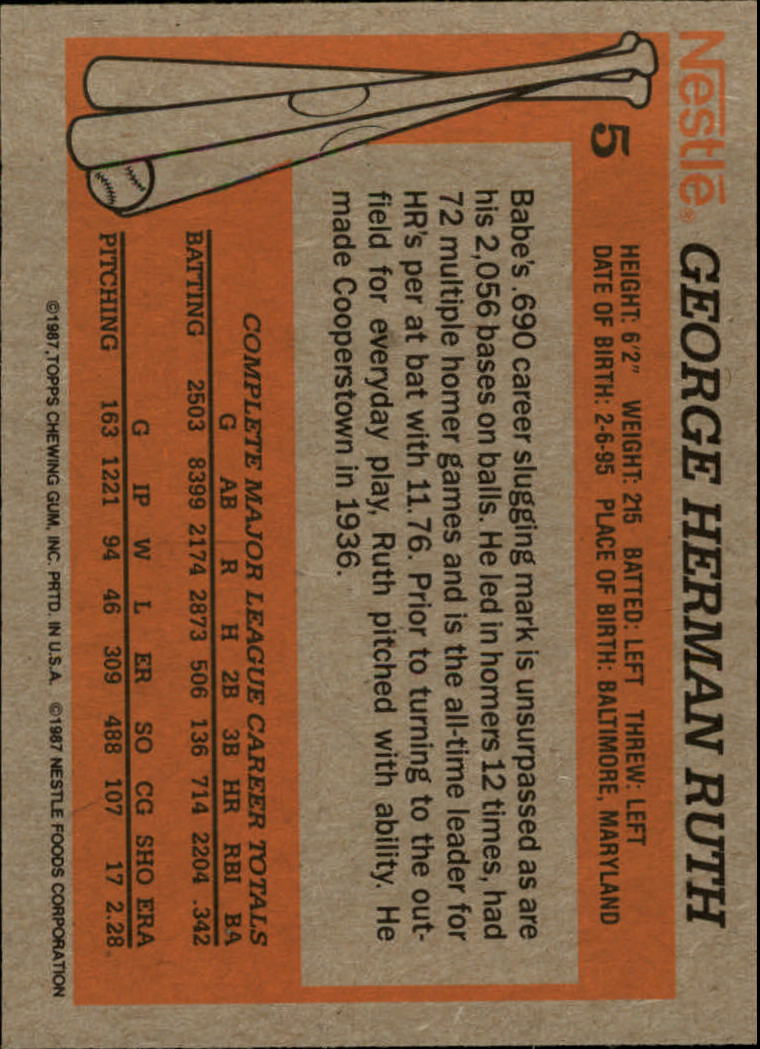 Nestlé®
GEORGE HERMAN RUTH
5
HEIGHT: 6'2" WEIGHT: 215 BATTED: LEFT THREW: LEFT
DATE OF BIRTH: 2-6-95 PLACE OF BIRTH: BALTIMORE, MARYLAND
Babe's .690 career slugging mark is unsurpassed as are
his 2,056 bases on balls. He led in homers 12 times, had
72 multiple homer games and is the all-time leader for
HR's per at bat with 11.76. Prior to turning to the out-
field for everyday play, Ruth pitched with ability. He
made Cooperstown in 1936.
COMPLETE MAJOR LEAGUE CAREER TOTALS
G AB R H 2B 3B HR RBI BA
BATTING 2503 8399 2174 2873 506 136 714 2204 .342
G IP W L ER SO CG SHO ERA
PITCHING 163 1221 94 46 309 488 107 17 2.28
©1987, TOPPS CHEWING GUM, INC. PRTD. IN U.S.A. ©1987 NESTLE FOODS CORPORATION